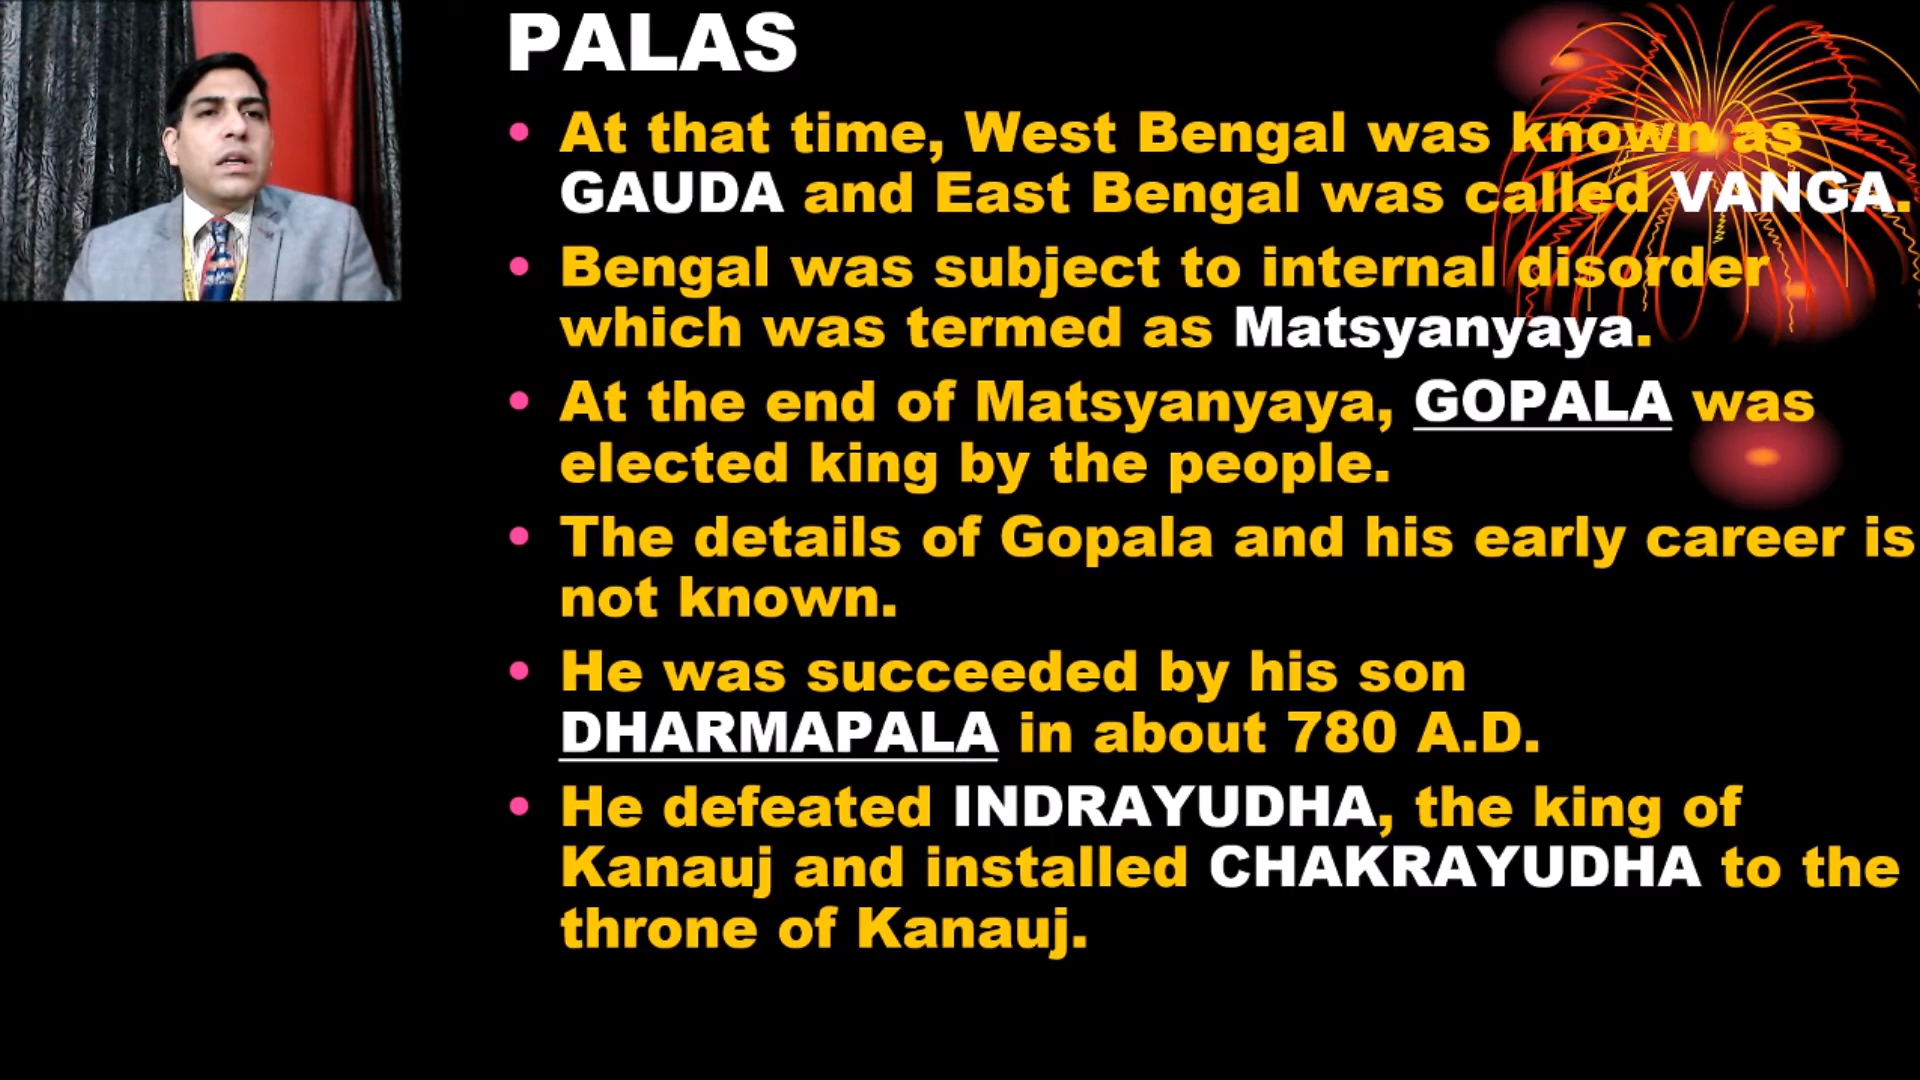 PALAS
• At that time, West Bengal was known as
GAUDA and East Bengal was called VANGA.
• Bengal was subject to internal disorder
which was termed as Matsyanyaya.
• At the end of Matsyanyaya, GOPALA was
elected king by the people.
• The details of Gopala and his early career is
not known.
• He was succeeded by his son
DHARMAPALA in about 780 A.D.
• He defeated INDRAYUDHA, the king of
Kanauj and installed CHAKRAYUDHA to the
throne of Kanauj.